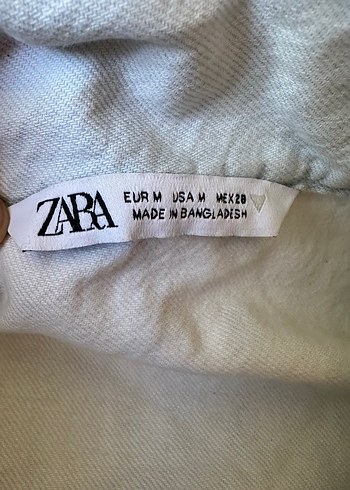 ZARA
EUR M USA M MEX 28
MADE IN BANGLADESH